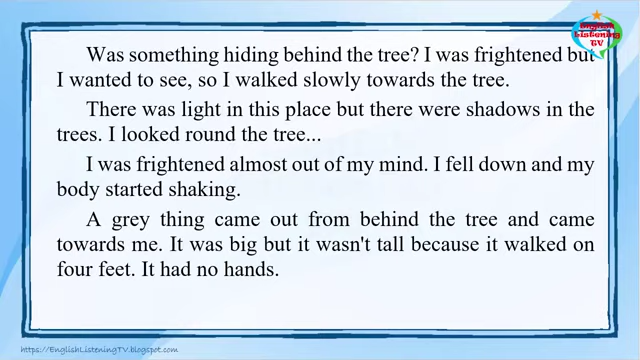 English
Listening
TV
Was something hiding behind the tree? I was frightened but
I wanted to see, so I walked slowly towards the tree.
There was light in this place but there were shadows in the
trees. I looked round the tree...
I was frightened almost out of my mind. I fell down and my
body started shaking.
A grey thing came out from behind the tree and came
towards me. It was big but it wasn't tall because it walked on
four feet. It had no hands.
https://EnglishListeningTV.blogspot.com